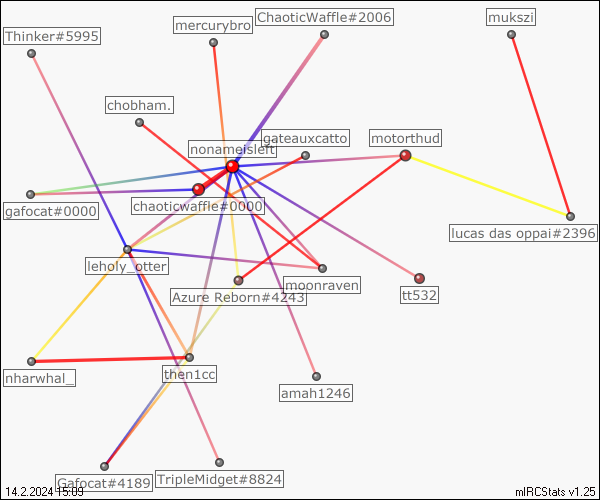 ChaoticWaffle#2006
mukszi
mercurybro
Thinker#5995
chobham.
gateauxcatto
motorthud
nonameisleft
chaoticwaffle#0000
gafocat#0000
lucas das oppai#2396
leholy_otter
moonraven
Azure Reborn#4243
tt532
then1cc
nharwhal_
amah1246
Gafocat#4189
TripleMidget#8824
14.2.2024 15:09
mIRCStats v1.25